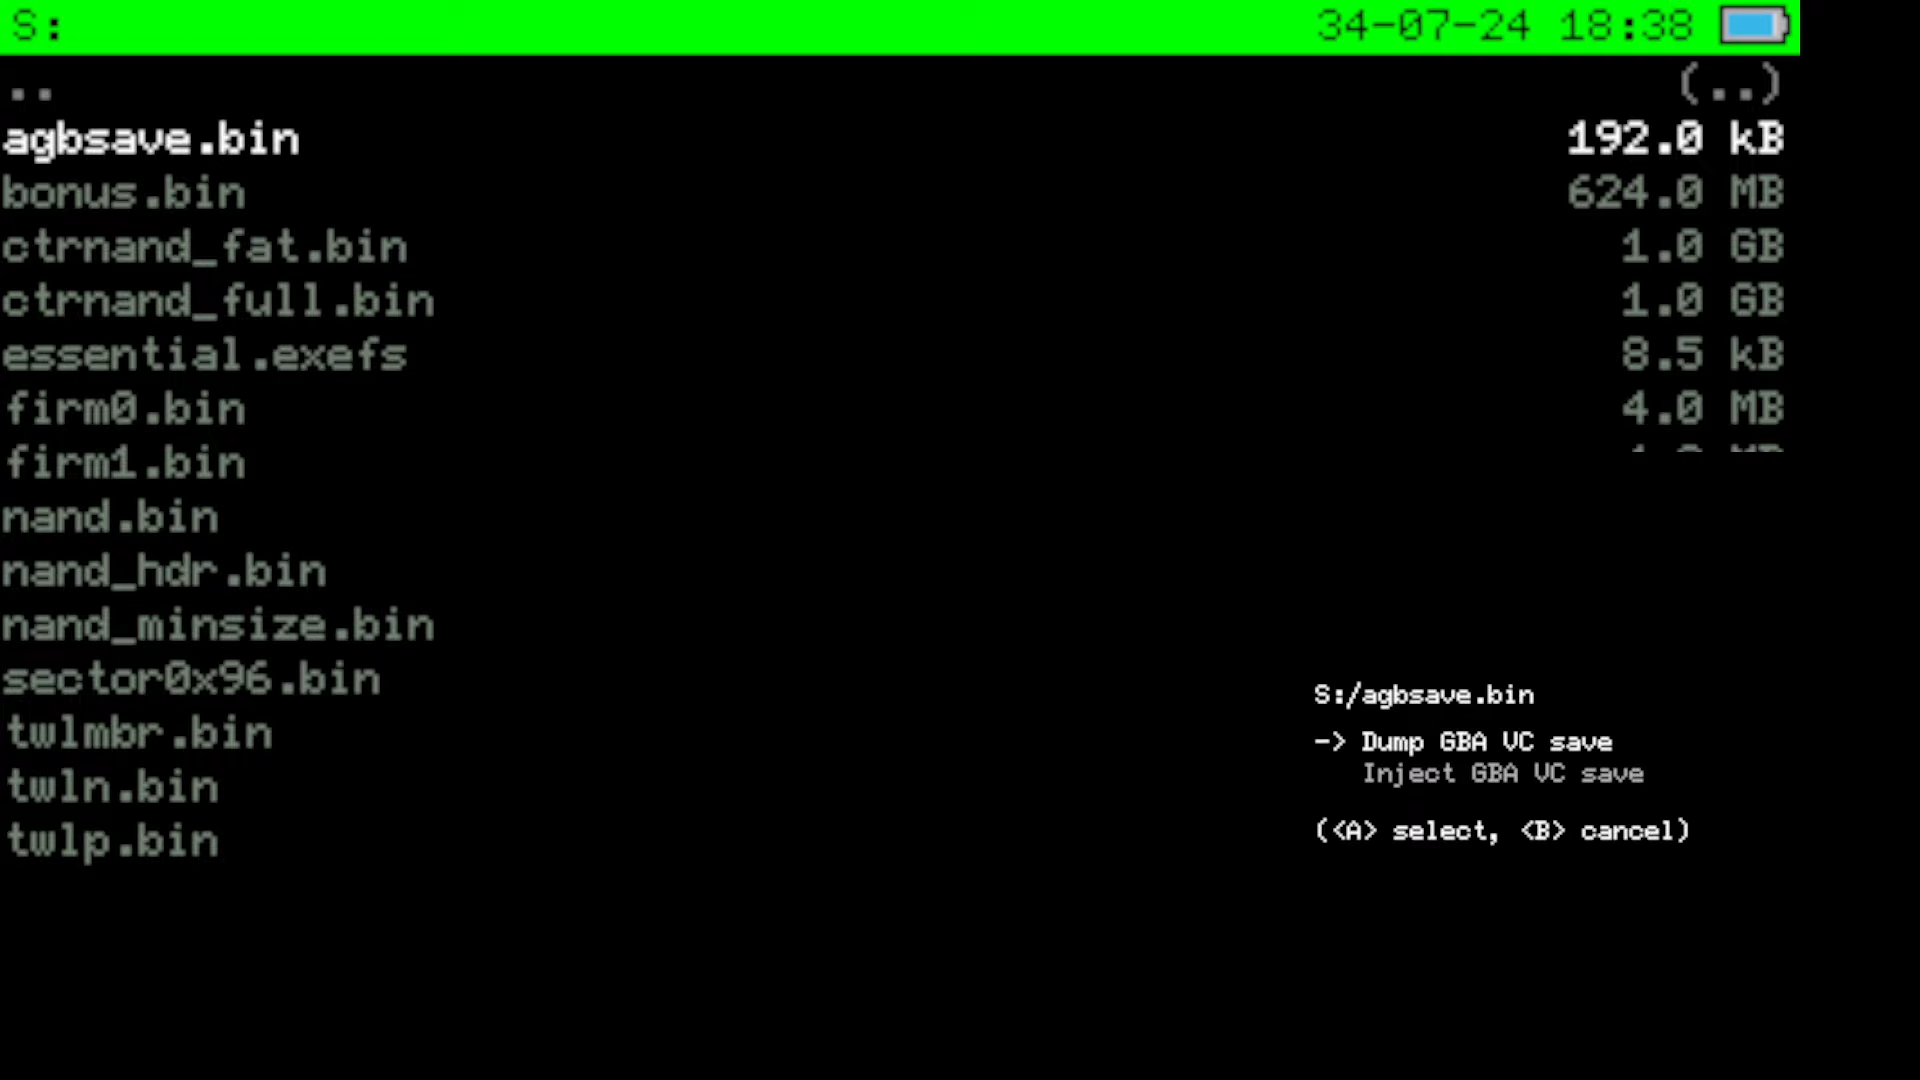 S: 34-07-24 18:38
.. (..)
agbsave.bin 192.0 kB
bonus.bin 624.0 MB
ctrnand_fat.bin 1.0 GB
ctrnand_full.bin 1.0 GB
essential.exefs 8.5 kB
firm0.bin 4.0 MB
firm1.bin
nand.bin
nand_hdr.bin
nand_minsize.bin
sector0x96.bin
twlmbr.bin
twln.bin
twlp.bin
S:/agbsave.bin
-> Dump GBA VC save
Inject GBA VC save
(<A> select, <B> cancel)